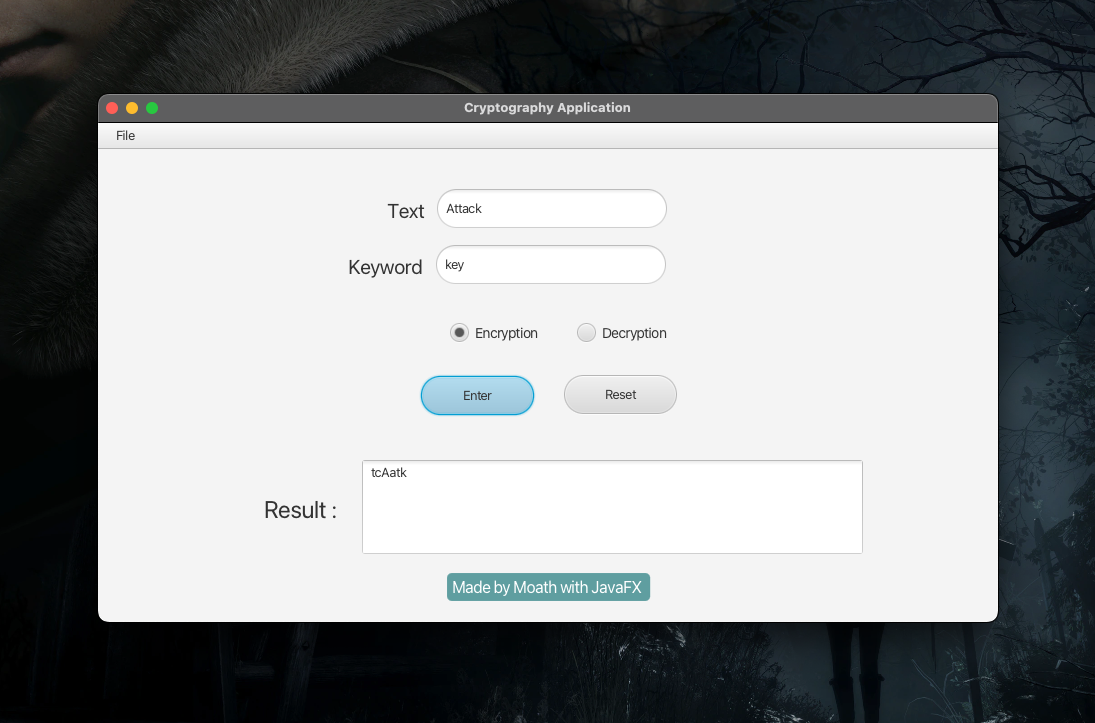 Cryptography Application
File
Text Attack
Keyword key
Encryption Decryption
Enter Reset
Result : tcAatk
Made by Moath with JavaFX